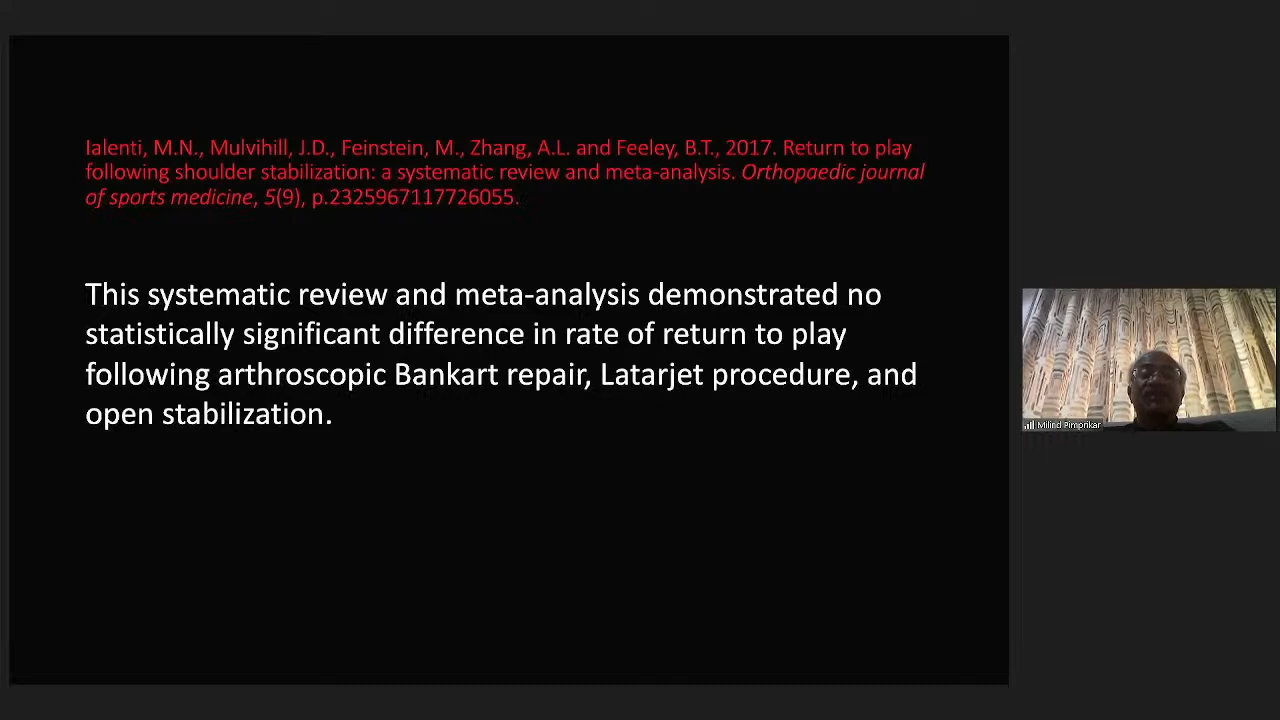 Ialenti, M.N., Mulvihill, J.D., Feinstein, M., Zhang, A.L. and Feeley, B.T., 2017. Return to play
following shoulder stabilization: a systematic review and meta-analysis. Orthopaedic journal
of sports medicine, 5(9), p.2325967117726055.
This systematic review and meta-analysis demonstrated no
statistically significant difference in rate of return to play
following arthroscopic Bankart repair, Latarjet procedure, and
open stabilization.
Milind Pimprikar